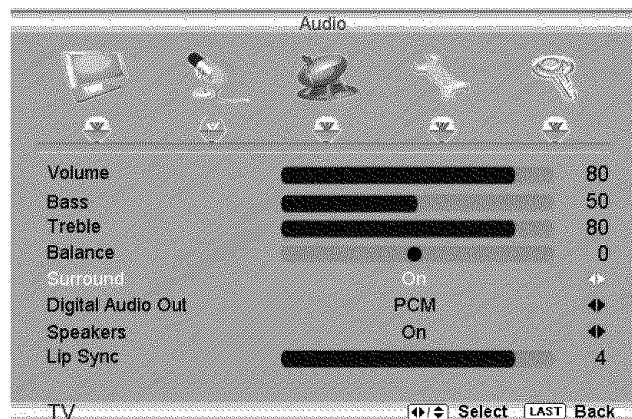 Audio
Volume 80
Bass 50
Treble 80
Balance 0
Surround On
Digital Audio Out PCM
Speakers On
Lip Sync 4
TV Select LAST Back